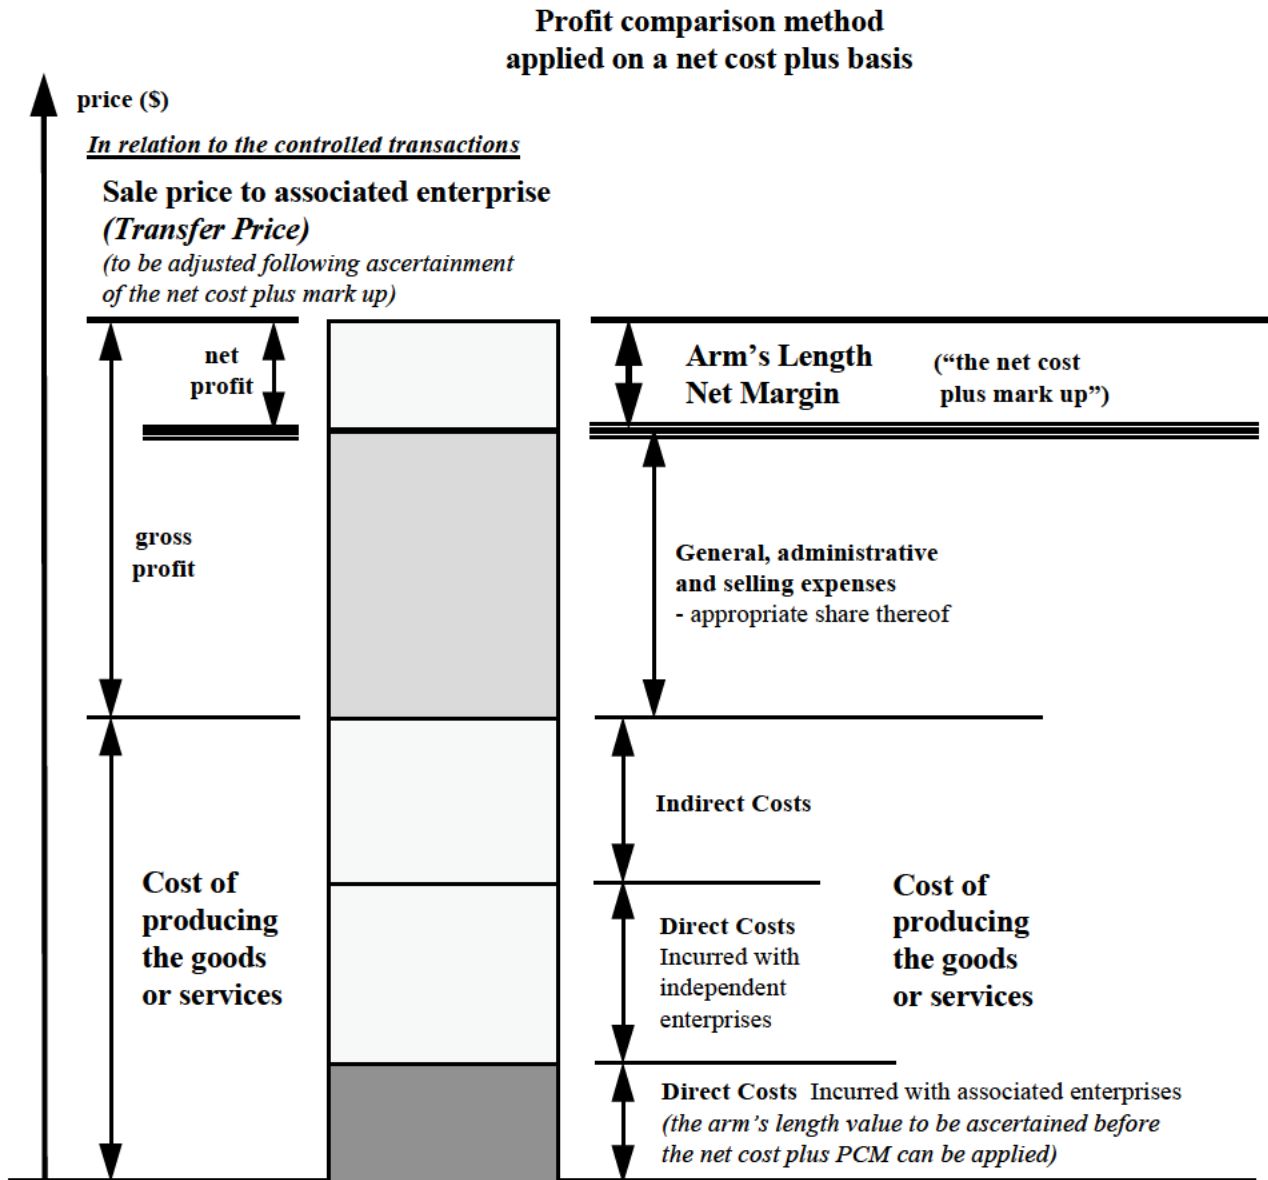 Profit comparison method
applied on a net cost plus basis
price ($)
In relation to the controlled transactions
Sale price to associated enterprise
(Transfer Price)
(to be adjusted following ascertainment
of the net cost plus mark up)
net
profit
Arm’s Length
Net Margin
(“the net cost
plus mark up”)
gross
profit
General, administrative
and selling expenses
- appropriate share thereof
Indirect Costs
Cost of
producing
the goods
or services
Direct Costs
Incurred with
independent
enterprises
Cost of
producing
the goods
or services
Direct Costs Incurred with associated enterprises
(the arm’s length value to be ascertained before
the net cost plus PCM can be applied)